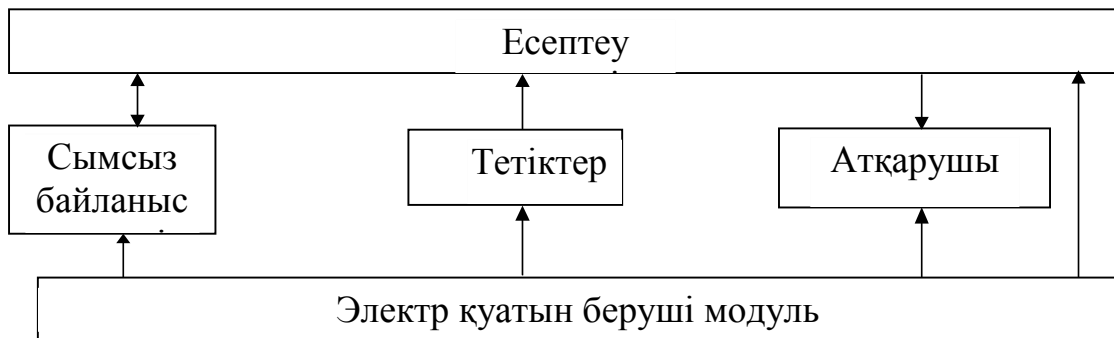 Есептеу
Сымсыз
байланыс
Тетіктер
Атқарушы
Электр қуатын беруші модуль